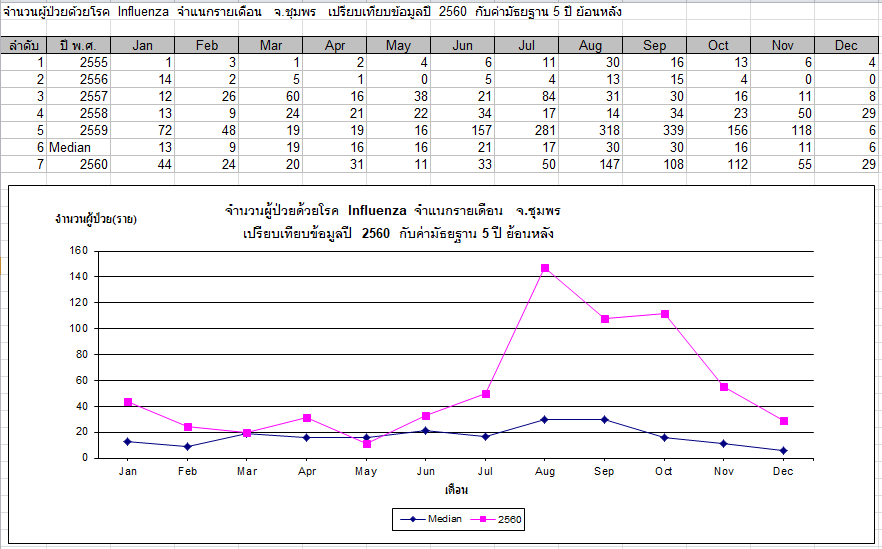 จำนวนผู้ป่วยด้วยโรค Influenza จำแนกรายเดือน จ.ชุมพร เปรียบเทียบข้อมูลปี 2560 กับค่ามัธยฐาน 5 ปี ย้อนหลัง
ลำดับ ปี พ.ศ. Jan Feb Mar Apr May Jun Jul Aug Sep Oct Nov Dec
1 2555 1 3 1 2 4 6 11 30 16 13 6 4
2 2556 14 2 5 1 0 5 4 13 15 4 0 0
3 2557 12 26 60 16 38 21 84 31 30 16 11 8
4 2558 13 9 24 21 22 34 17 14 34 23 50 29
5 2559 72 48 19 19 16 157 281 318 339 156 118 6
6 Median 13 9 19 16 16 21 17 30 30 16 11 6
7 2560 44 24 20 31 11 33 50 147 108 112 55 29
จำนวนผู้ป่วยด้วยโรค Influenza จำแนกรายเดือน จ.ชุมพร
เปรียบเทียบข้อมูลปี 2560 กับค่ามัธยฐาน 5 ปี ย้อนหลัง
จำนวนผู้ป่วย(ราย)
160
140
120
100
80
60
40
20
0
Jan Feb Mar Apr May Jun Jul Aug Sep Oct Nov Dec
เดือน
Median 2560